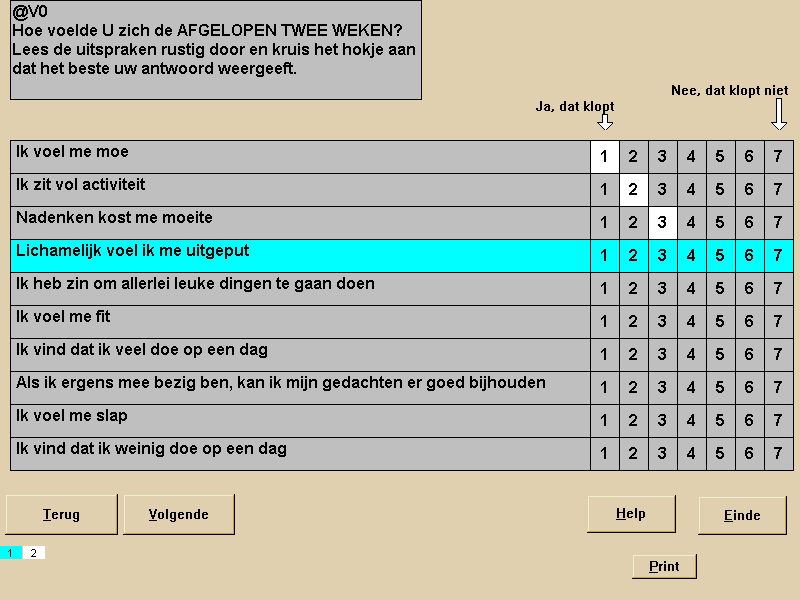 @V0
Hoe voelde U zich de AFGELOPEN TWEE WEKEN?
Lees de uitspraken rustig door en kruis het hokje aan
dat het beste uw antwoord weergeeft.
Nee, dat klopt niet
Ja, dat klopt
Ik voel me moe 1 2 3 4 5 6 7
Ik zit vol activiteit 1 2 3 4 5 6 7
Nadenken kost me moeite 1 2 3 4 5 6 7
Lichamelijk voel ik me uitgeput 1 2 3 4 5 6 7
Ik heb zin om allerlei leuke dingen te gaan doen 1 2 3 4 5 6 7
Ik voel me fit 1 2 3 4 5 6 7
Ik vind dat ik veel doe op een dag 1 2 3 4 5 6 7
Als ik ergens mee bezig ben, kan ik mijn gedachten er goed bijhouden 1 2 3 4 5 6 7
Ik voel me slap 1 2 3 4 5 6 7
Ik vind dat ik weinig doe op een dag 1 2 3 4 5 6 7
Terug Volgende Help Einde
1 2
Print